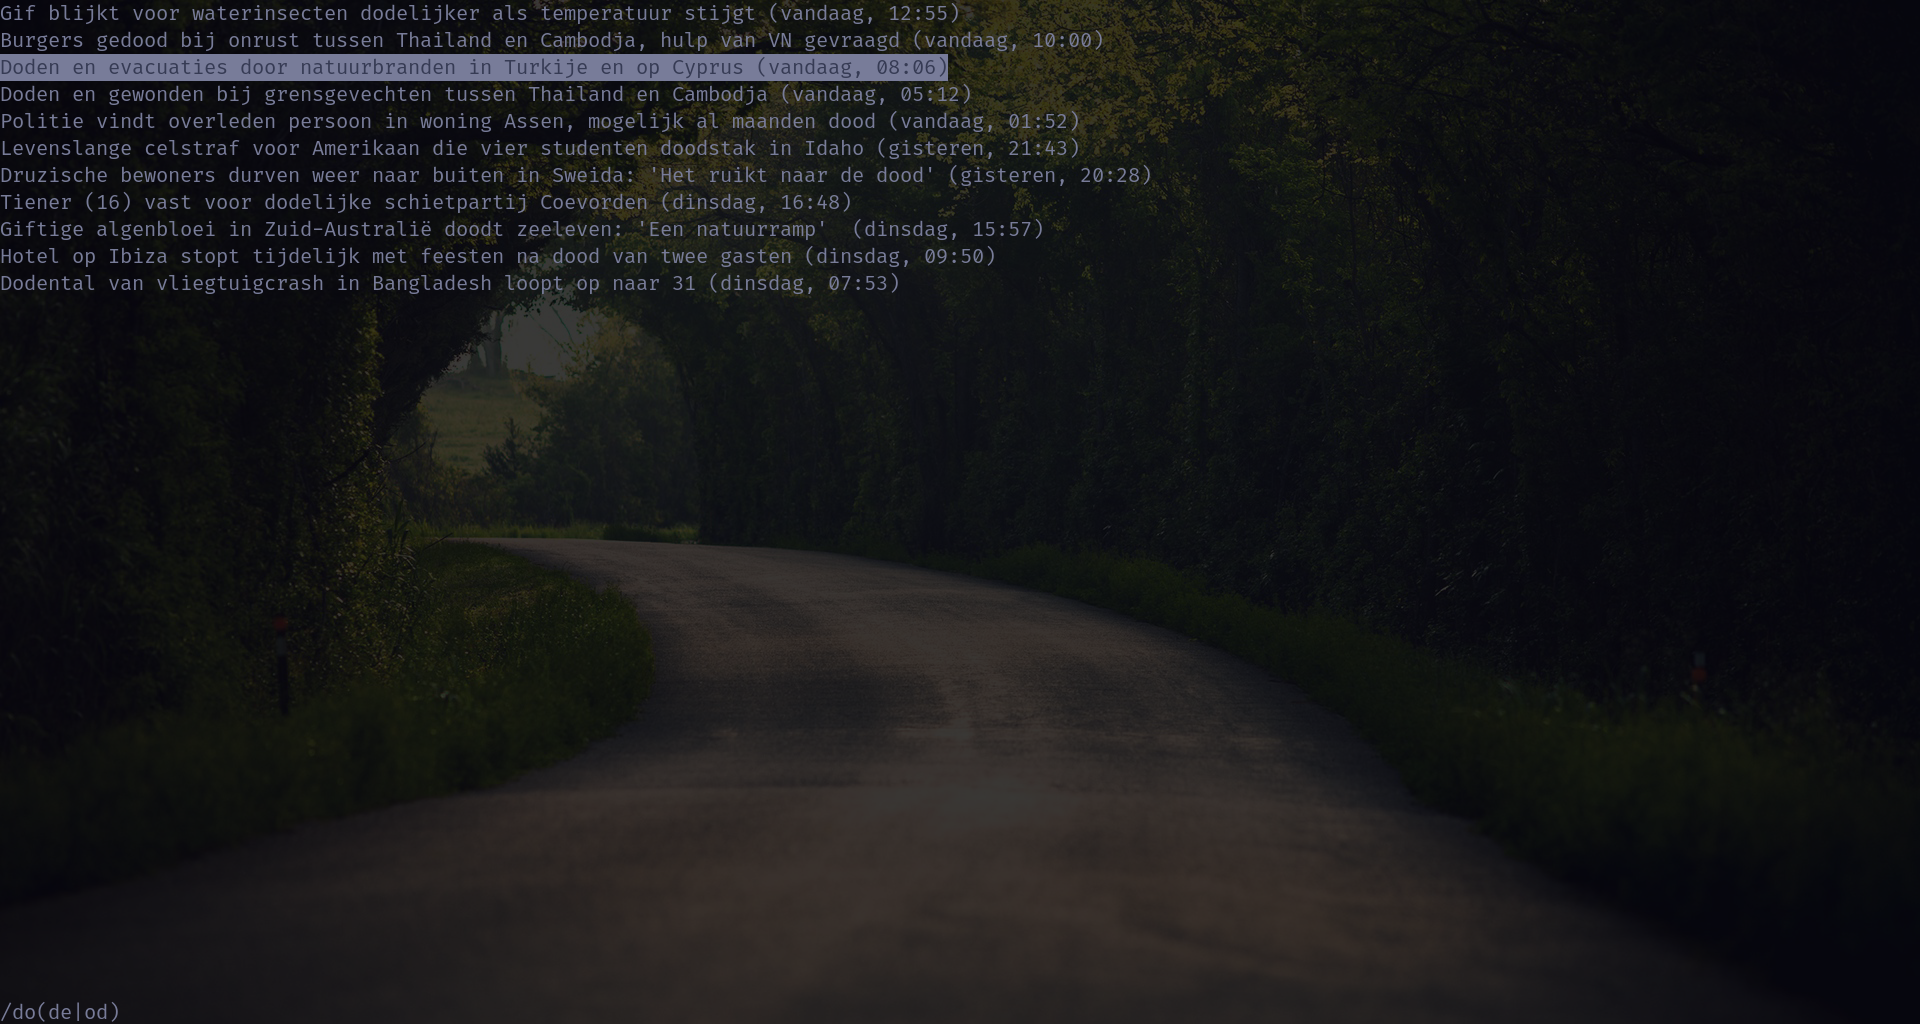 Gif blijkt voor waterinsecten dodelijker als temperatuur stijgt (vandaag, 12:55)
Burgers gedood bij onrust tussen Thailand en Cambodja, hulp van VN gevraagd (vandaag, 10:00)
Doden en evacuaties door natuurbranden in Turkije en op Cyprus (vandaag, 08:06)
Doden en gewonden bij grensgevechten tussen Thailand en Cambodja (vandaag, 05:12)
Politie vindt overleden persoon in woning Assen, mogelijk al maanden dood (vandaag, 01:52)
Levenslange celstraf voor Amerikaan die vier studenten doodstak in Idaho (gisteren, 21:43)
Druzische bewoners durven weer naar buiten in Sweida: 'Het ruikt naar de dood' (gisteren, 20:28)
Tiener (16) vast voor dodelijke schietpartij Coevorden (dinsdag, 16:48)
Giftige algenbloei in Zuid-Australië doodt zeeleven: 'Een natuurramp'  (dinsdag, 15:57)
Hotel op Ibiza stopt tijdelijk met feesten na dood van twee gasten (dinsdag, 09:50)
Dodental van vliegtuigcrash in Bangladesh loopt op naar 31 (dinsdag, 07:53)
/do(de|od)